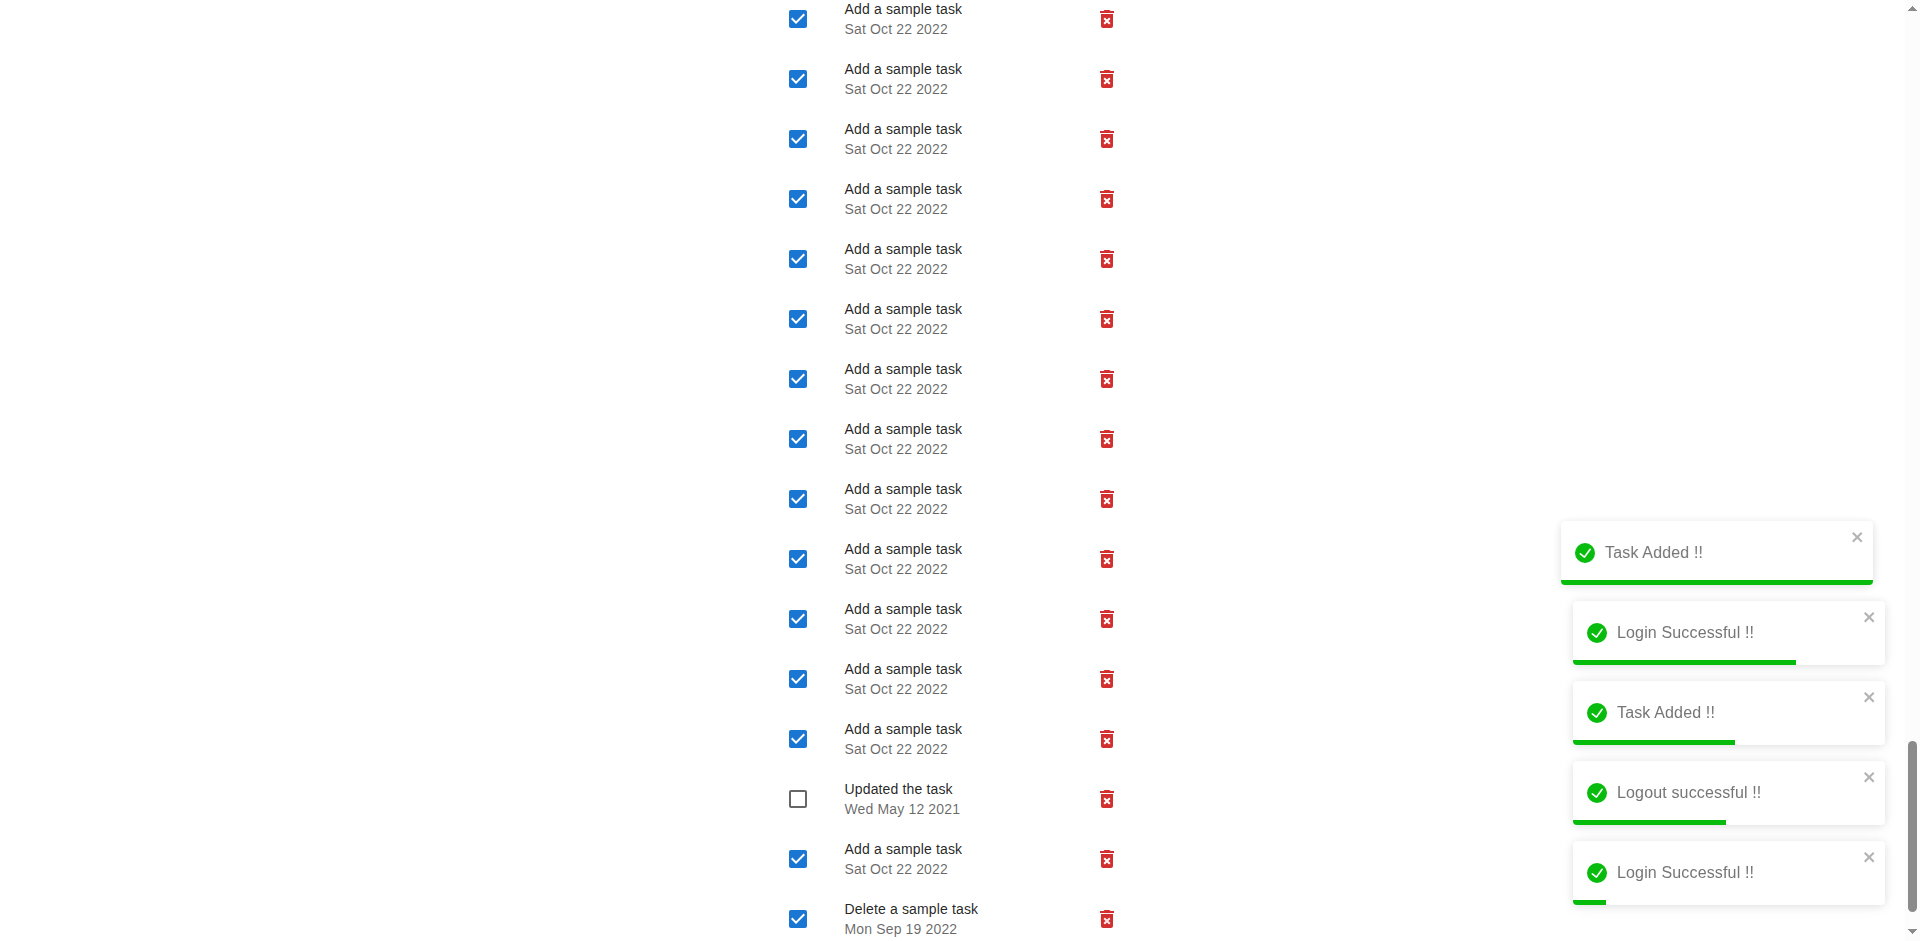 Add a sample task
Sat Oct 22 2022
Add a sample task
Sat Oct 22 2022
Add a sample task
Sat Oct 22 2022
Add a sample task
Sat Oct 22 2022
Add a sample task
Sat Oct 22 2022
Add a sample task
Sat Oct 22 2022
Add a sample task
Sat Oct 22 2022
Add a sample task
Sat Oct 22 2022
Add a sample task
Sat Oct 22 2022
Add a sample task
Sat Oct 22 2022
Add a sample task
Sat Oct 22 2022
Add a sample task
Sat Oct 22 2022
Add a sample task
Sat Oct 22 2022
Updated the task
Wed May 12 2021
Add a sample task
Sat Oct 22 2022
Delete a sample task
Mon Sep 19 2022
Task Added !!
Login Successful !!
Task Added !!
Logout successful !!
Login Successful !!